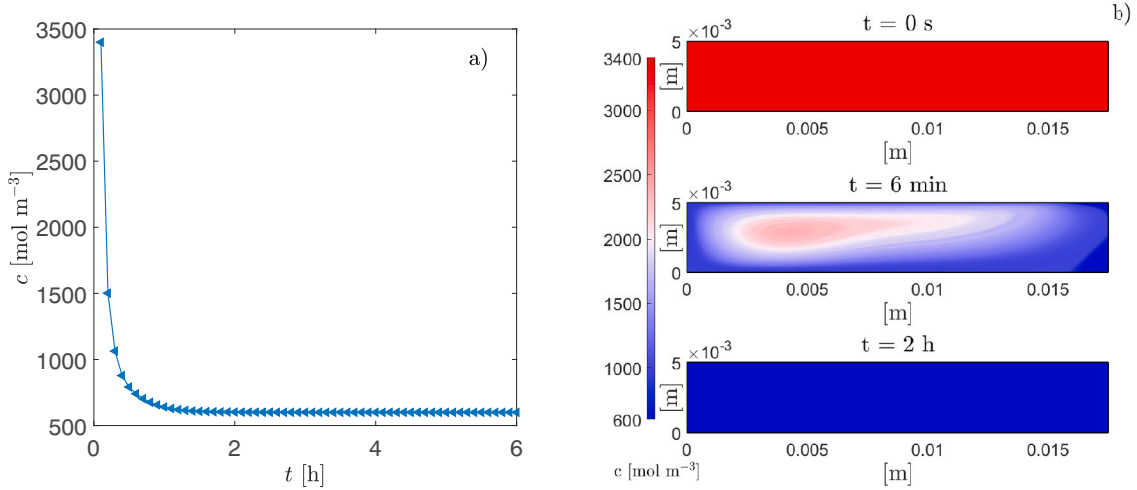 a)
3500
3000
2500
2000
1500
1000
500
c [mol m⁻³]
0 2 4 6
t [h]
b)
3400
3000
2500
2000
1500
1000
600
c [mol m⁻³]
t = 0 s
×10⁻³
5
0
[m]
0 0.005 0.01 0.015
[m]
t = 6 min
×10⁻³
5
0
[m]
0 0.005 0.01 0.015
[m]
t = 2 h
×10⁻³
5
0
[m]
0 0.005 0.01 0.015
[m]